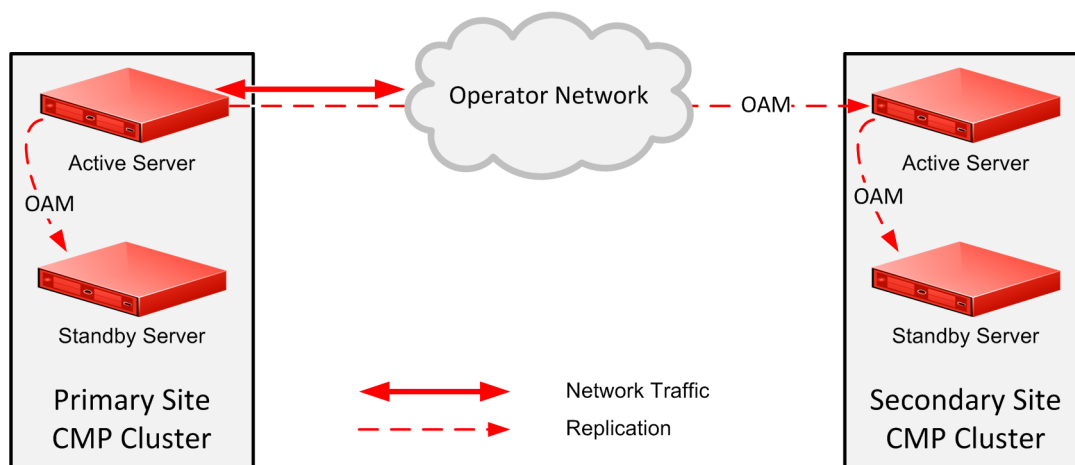 Operator Network
OAM
Active Server
OAM
Standby Server
Primary Site
CMP Cluster
Active Server
OAM
Standby Server
Secondary Site
CMP Cluster
Network Traffic
Replication